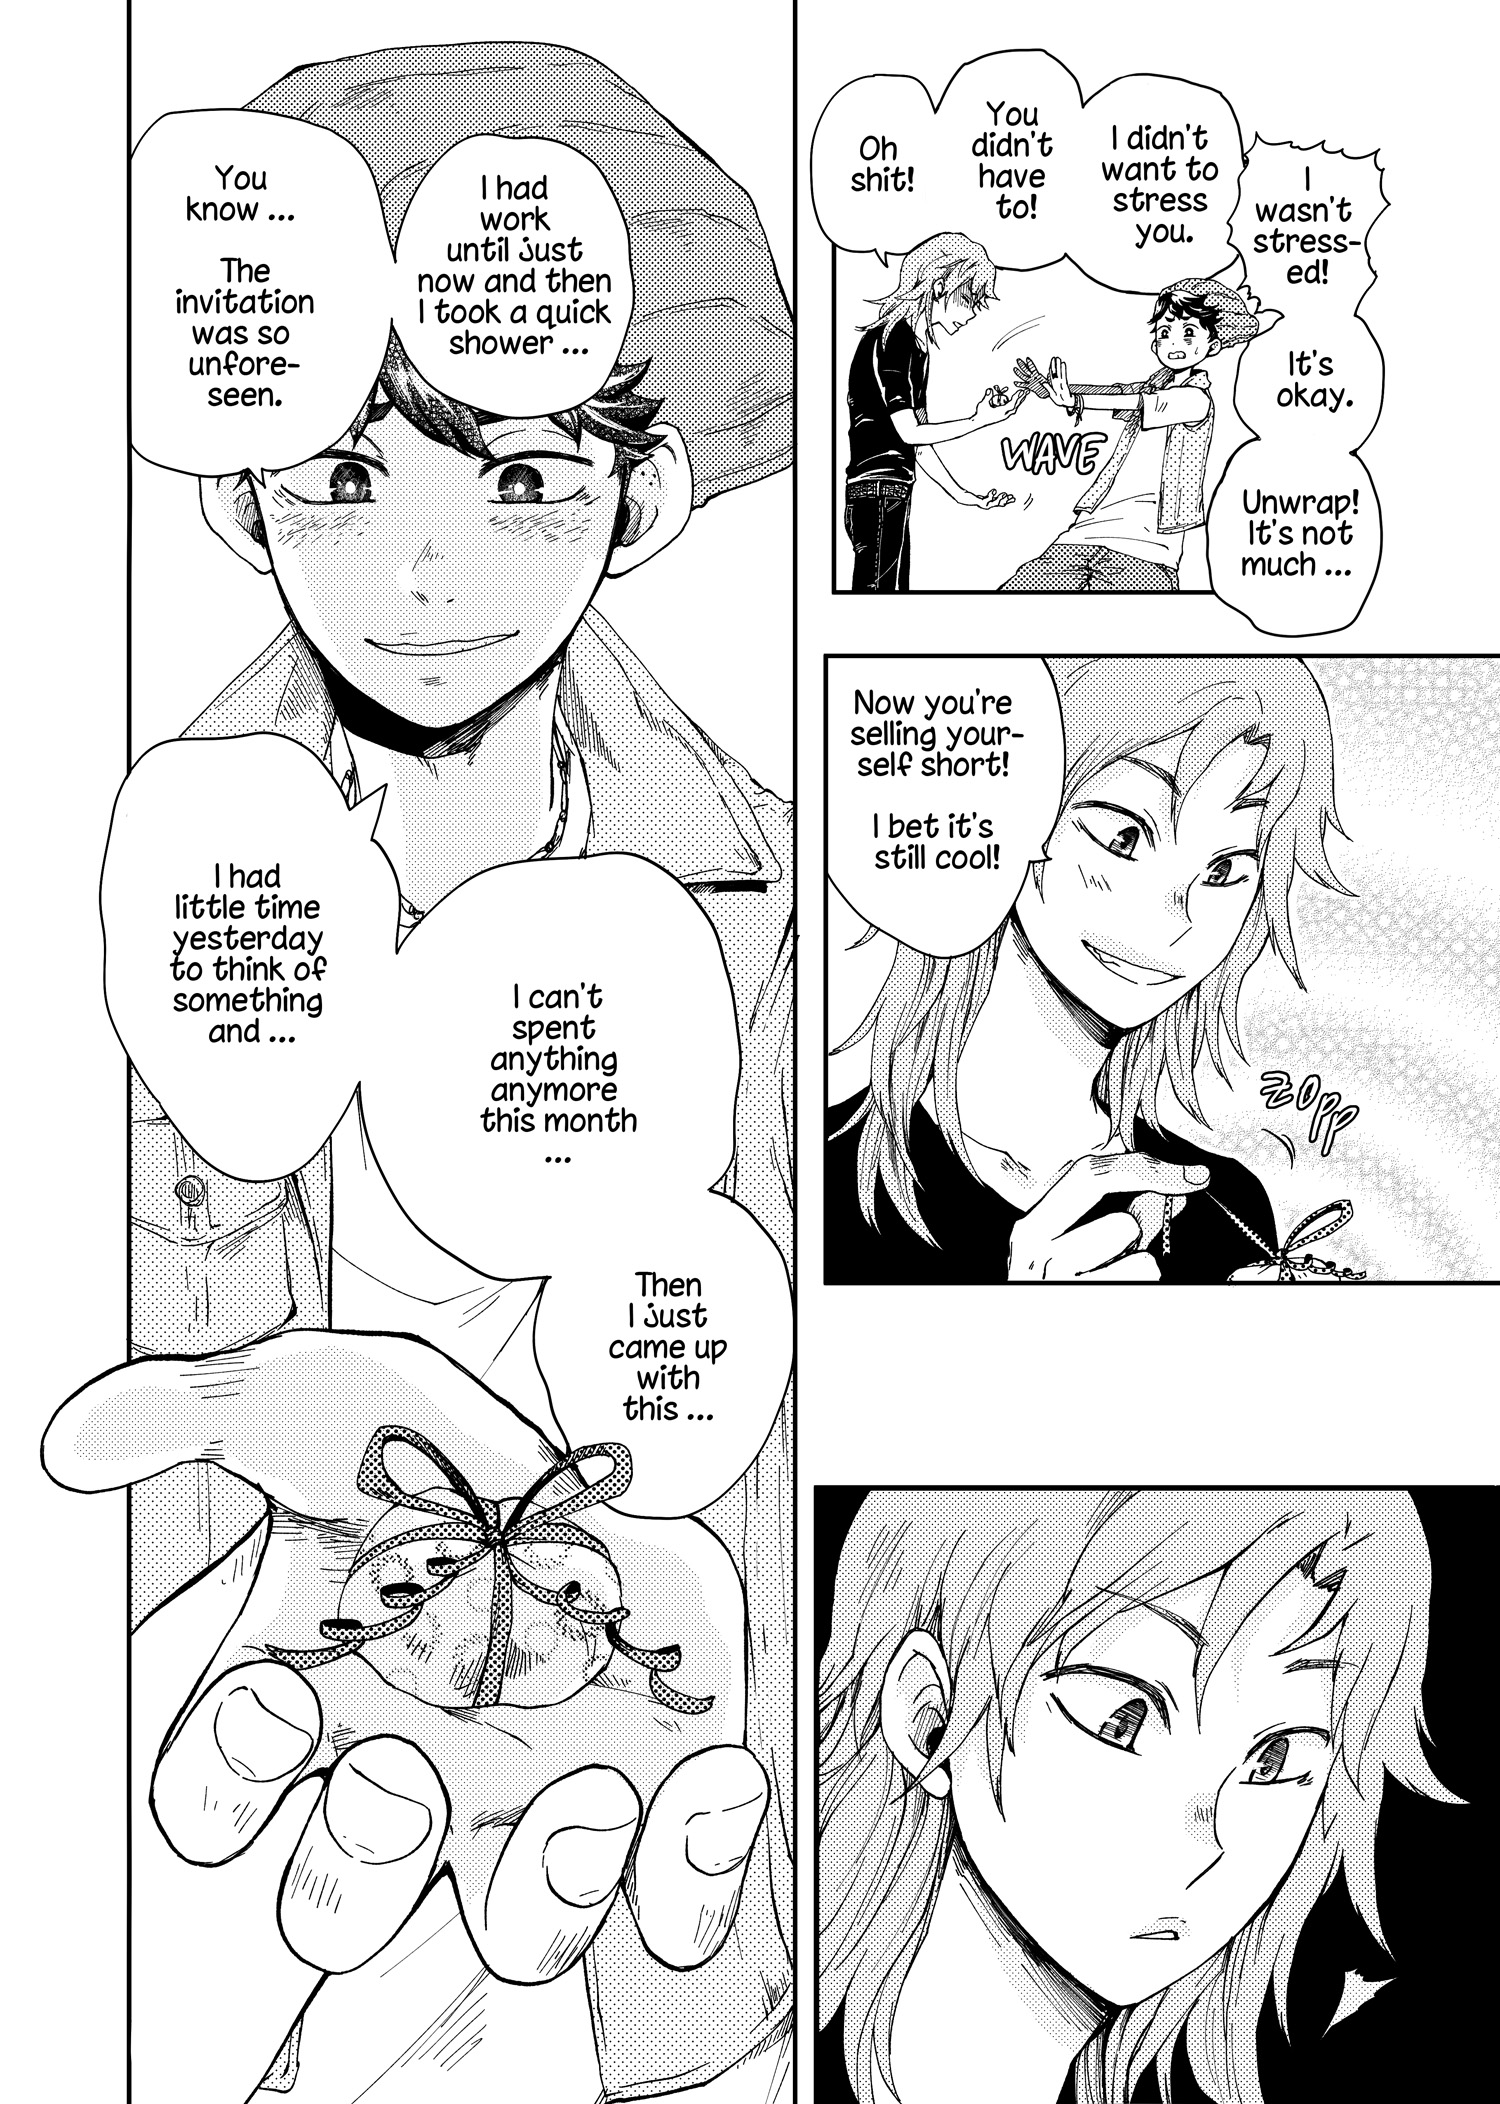 You
know ...
The
invitation
was so
unfore-
seen.
I had
work
until just
now and then
I took a quick
shower ...
I had
little time
yesterday
to think of
something
and ...
I can't
spent
anything
anymore
this month
...
Then
I just
came up
with
this ...
Oh
shit!
You
didn't
have
to!
I didn't
want to
stress
you.
I
wasn't
stress-
ed!
It's
okay.
Unwrap!
It's not
much ...
WAVE
Now you're
selling your-
self short!
I bet it's
still cool!
ZOPP